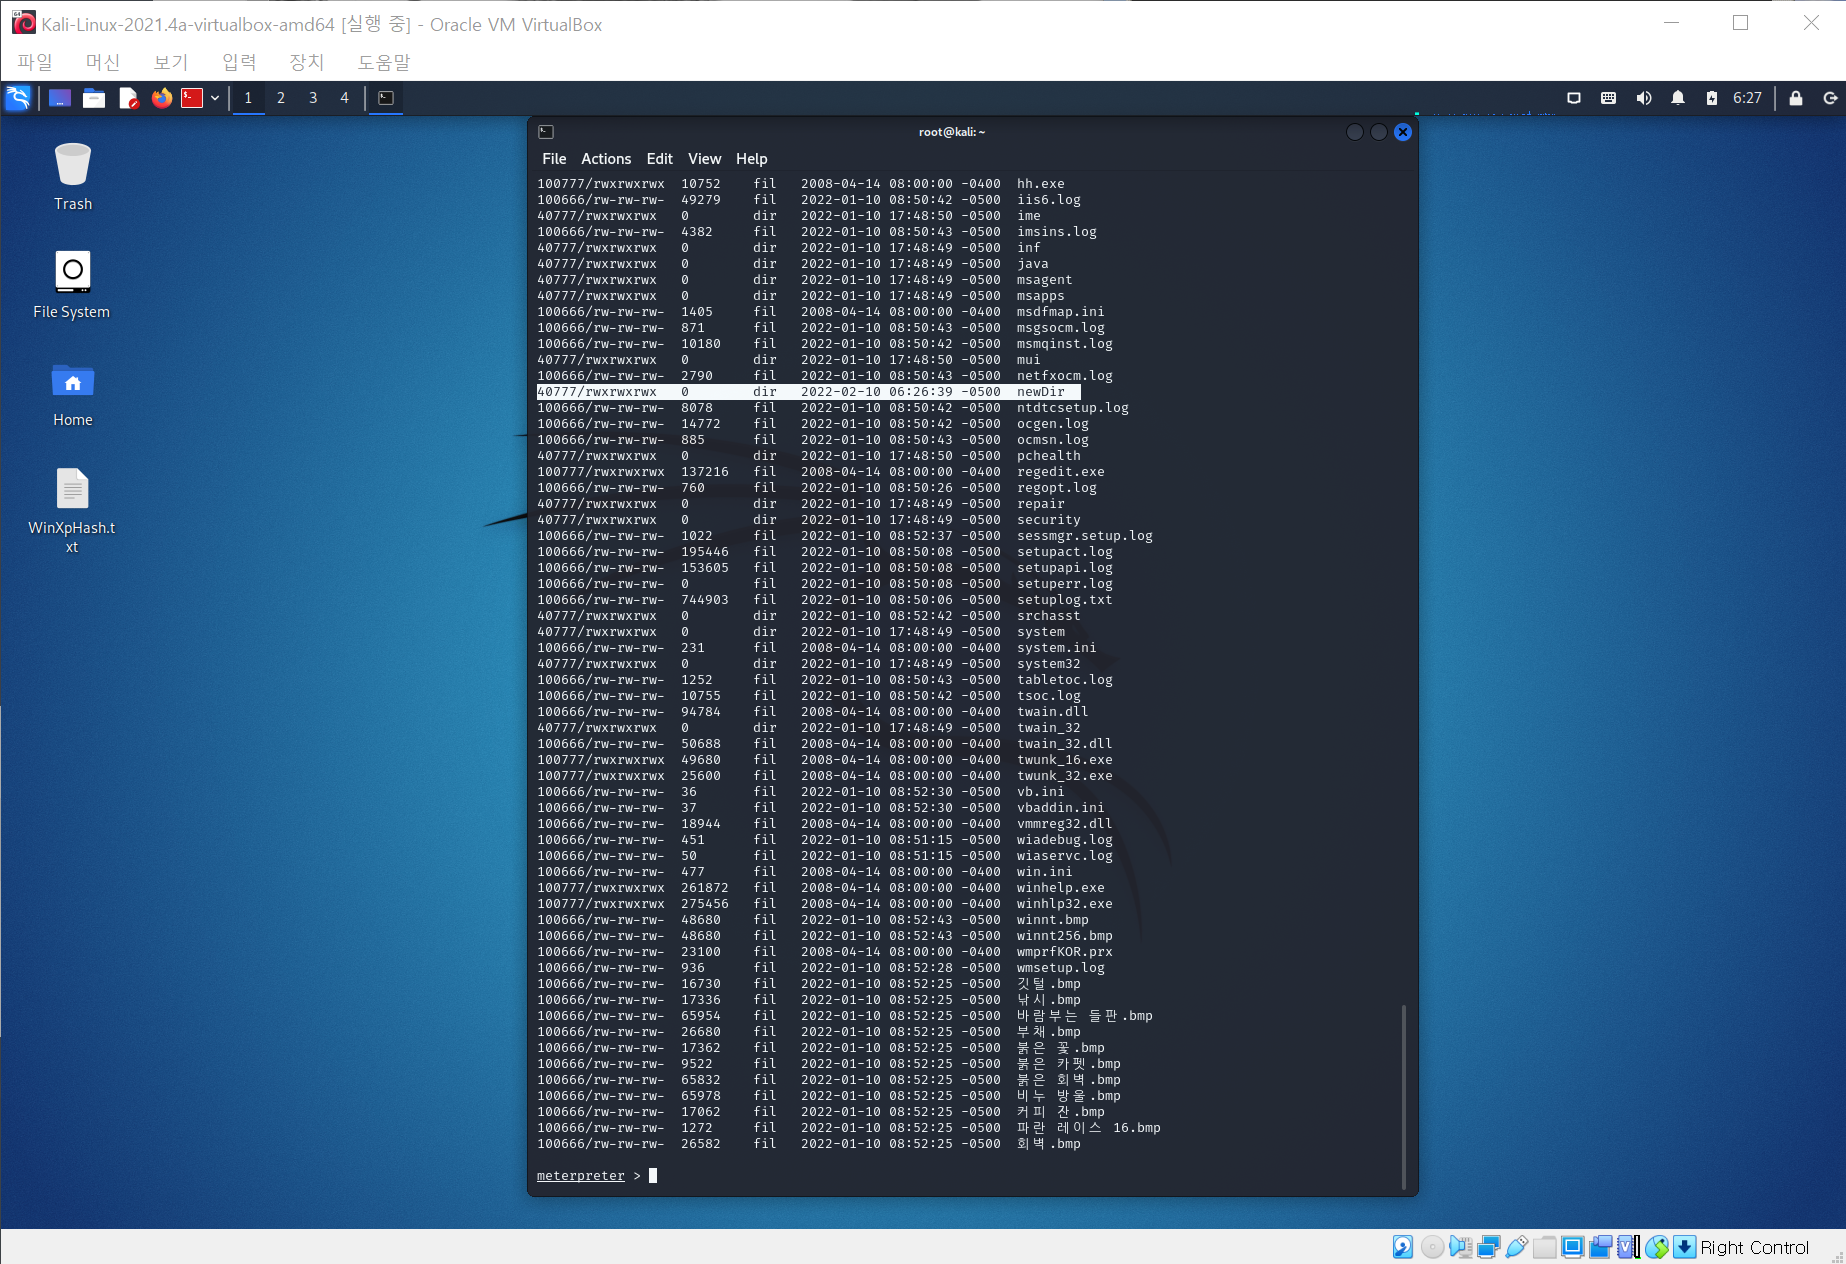 Kali-Linux-2021.4a-virtualbox-amd64 [실행 중] - Oracle VM VirtualBox
파일 머신 보기 입력 장치 도움말
1 2 3 4 6:27
Trash
File System
Home
WinXpHash.t
xt
root@kali: ~
File Actions Edit View Help
100777/rwxrwxrwx 10752 fil 2008-04-14 08:00:00 -0400 hh.exe
100666/rw-rw-rw- 49279 fil 2022-01-10 08:50:42 -0500 iis6.log
40777/rwxrwxrwx 0 dir 2022-01-10 17:48:50 -0500 ime
100666/rw-rw-rw- 4382 fil 2022-01-10 08:50:43 -0500 imsins.log
40777/rwxrwxrwx 0 dir 2022-01-10 17:48:49 -0500 inf
40777/rwxrwxrwx 0 dir 2022-01-10 17:48:49 -0500 java
40777/rwxrwxrwx 0 dir 2022-01-10 17:48:49 -0500 msagent
40777/rwxrwxrwx 0 dir 2022-01-10 17:48:49 -0500 msapps
100666/rw-rw-rw- 1405 fil 2008-04-14 08:00:00 -0400 msdfmap.ini
100666/rw-rw-rw- 871 fil 2022-01-10 08:50:43 -0500 msgsocm.log
100666/rw-rw-rw- 10180 fil 2022-01-10 08:50:42 -0500 msmqinst.log
40777/rwxrwxrwx 0 dir 2022-01-10 17:48:50 -0500 mui
100666/rw-rw-rw- 2790 fil 2022-01-10 08:50:43 -0500 netfxocm.log
40777/rwxrwxrwx 0 dir 2022-02-10 06:26:39 -0500 newDir
100666/rw-rw-rw- 8078 fil 2022-01-10 08:50:42 -0500 ntdtcsetup.log
100666/rw-rw-rw- 14772 fil 2022-01-10 08:50:42 -0500 ocgen.log
100666/rw-rw-rw- 885 fil 2022-01-10 08:50:43 -0500 ocmsn.log
40777/rwxrwxrwx 0 dir 2022-01-10 17:48:50 -0500 pchealth
100777/rwxrwxrwx 137216 fil 2008-04-14 08:00:00 -0400 regedit.exe
100666/rw-rw-rw- 760 fil 2022-01-10 08:50:26 -0500 regopt.log
40777/rwxrwxrwx 0 dir 2022-01-10 17:48:49 -0500 repair
40777/rwxrwxrwx 0 dir 2022-01-10 17:48:49 -0500 security
100666/rw-rw-rw- 1022 fil 2022-01-10 08:52:37 -0500 sessmgr.setup.log
100666/rw-rw-rw- 195446 fil 2022-01-10 08:50:08 -0500 setupact.log
100666/rw-rw-rw- 153605 fil 2022-01-10 08:50:08 -0500 setupapi.log
100666/rw-rw-rw- 0 fil 2022-01-10 08:50:08 -0500 setuperr.log
100666/rw-rw-rw- 744903 fil 2022-01-10 08:50:06 -0500 setuplog.txt
40777/rwxrwxrwx 0 dir 2022-01-10 08:52:42 -0500 srchasst
40777/rwxrwxrwx 0 dir 2022-01-10 17:48:49 -0500 system
100666/rw-rw-rw- 231 fil 2008-04-14 08:00:00 -0400 system.ini
40777/rwxrwxrwx 0 dir 2022-01-10 17:48:49 -0500 system32
100666/rw-rw-rw- 1252 fil 2022-01-10 08:50:43 -0500 tabletoc.log
100666/rw-rw-rw- 10755 fil 2022-01-10 08:50:42 -0500 tsoc.log
100666/rw-rw-rw- 94784 fil 2008-04-14 08:00:00 -0400 twain.dll
40777/rwxrwxrwx 0 dir 2022-01-10 17:48:49 -0500 twain_32
100666/rw-rw-rw- 50688 fil 2008-04-14 08:00:00 -0400 twain_32.dll
100777/rwxrwxrwx 49680 fil 2008-04-14 08:00:00 -0400 twunk_16.exe
100777/rwxrwxrwx 25600 fil 2008-04-14 08:00:00 -0400 twunk_32.exe
100666/rw-rw-rw- 36 fil 2022-01-10 08:52:30 -0500 vb.ini
100666/rw-rw-rw- 37 fil 2022-01-10 08:52:30 -0500 vbaddin.ini
100666/rw-rw-rw- 18944 fil 2008-04-14 08:00:00 -0400 vmmreg32.dll
100666/rw-rw-rw- 451 fil 2022-01-10 08:51:15 -0500 wiadebug.log
100666/rw-rw-rw- 50 fil 2022-01-10 08:51:15 -0500 wiaservc.log
100666/rw-rw-rw- 477 fil 2008-04-14 08:00:00 -0400 win.ini
100777/rwxrwxrwx 261872 fil 2008-04-14 08:00:00 -0400 winhelp.exe
100777/rwxrwxrwx 275456 fil 2008-04-14 08:00:00 -0400 winhlp32.exe
100666/rw-rw-rw- 48680 fil 2022-01-10 08:52:43 -0500 winnt.bmp
100666/rw-rw-rw- 48680 fil 2022-01-10 08:52:43 -0500 winnt256.bmp
100666/rw-rw-rw- 23100 fil 2008-04-14 08:00:00 -0400 wmprfKOR.prx
100666/rw-rw-rw- 936 fil 2022-01-10 08:52:28 -0500 wmsetup.log
100666/rw-rw-rw- 16730 fil 2022-01-10 08:52:25 -0500 깃털.bmp
100666/rw-rw-rw- 17336 fil 2022-01-10 08:52:25 -0500 낚시.bmp
100666/rw-rw-rw- 65954 fil 2022-01-10 08:52:25 -0500 바람부는 들판.bmp
100666/rw-rw-rw- 26680 fil 2022-01-10 08:52:25 -0500 부채.bmp
100666/rw-rw-rw- 17362 fil 2022-01-10 08:52:25 -0500 붉은 꽃.bmp
100666/rw-rw-rw- 9522 fil 2022-01-10 08:52:25 -0500 붉은 카펫.bmp
100666/rw-rw-rw- 65832 fil 2022-01-10 08:52:25 -0500 붉은 회벽.bmp
100666/rw-rw-rw- 65978 fil 2022-01-10 08:52:25 -0500 비누 방울.bmp
100666/rw-rw-rw- 17062 fil 2022-01-10 08:52:25 -0500 커피 잔.bmp
100666/rw-rw-rw- 1272 fil 2022-01-10 08:52:25 -0500 파란 레이스 16.bmp
100666/rw-rw-rw- 26582 fil 2022-01-10 08:52:25 -0500 회벽.bmp
meterpreter >
Right Control